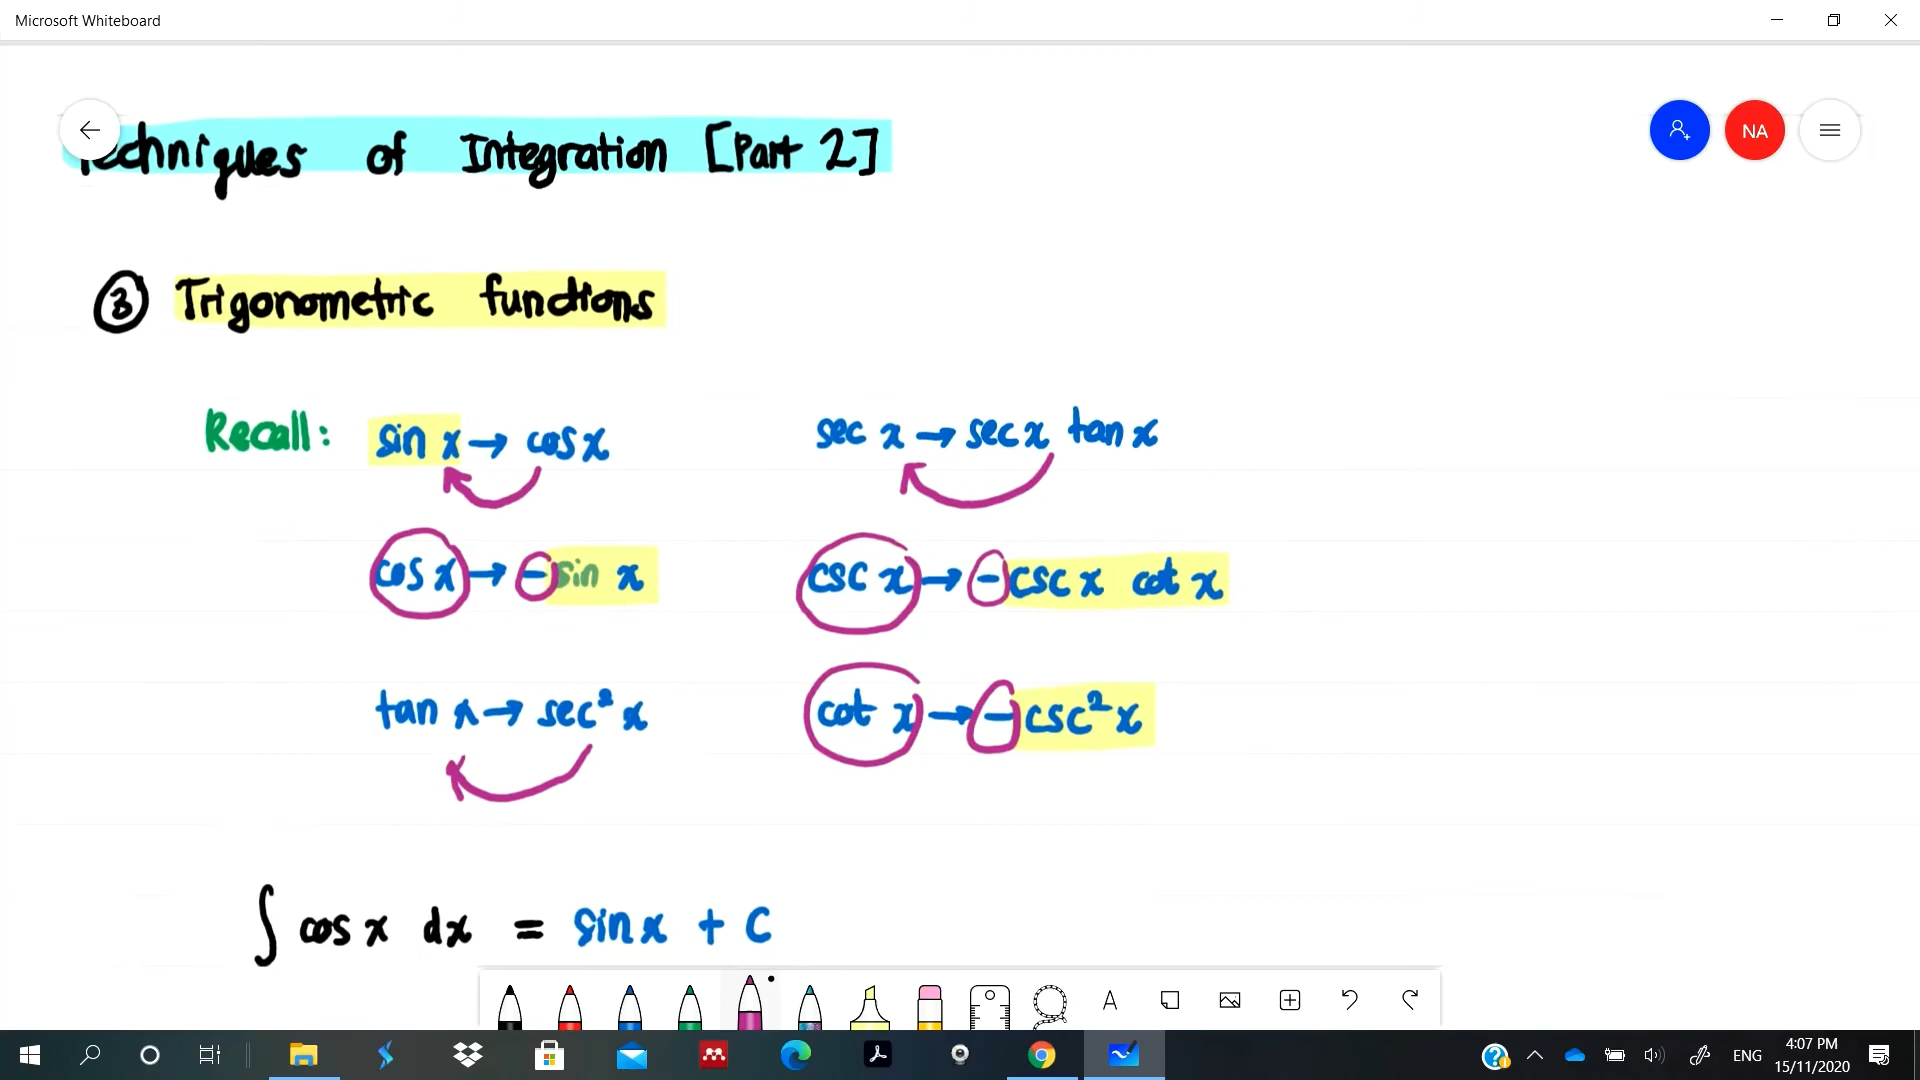 Microsoft Whiteboard
Techniques of Integration [Part 2]
NA
3 Trigonometric functions
Recall: sin x → cos x
sec x → sec x tan x
cos x → - sin x
csc x → - csc x cot x
tan x → sec² x
cot x → - csc² x
∫ cos x dx = sin x + C
A
ENG
4:07 PM
15/11/2020